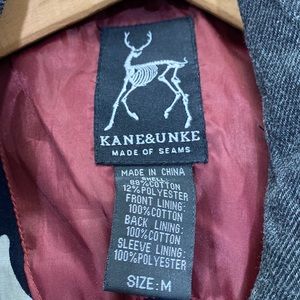 KANE&UNKE
MADE OF SEAMS
MADE IN CHINA
SHELL:
88%COTTON
12%POLYESTER
FRONT LINING:
100%COTTON
BACK LINING:
100%COTTON
SLEEVE LINING:
100%POLYESTER
SIZE: M